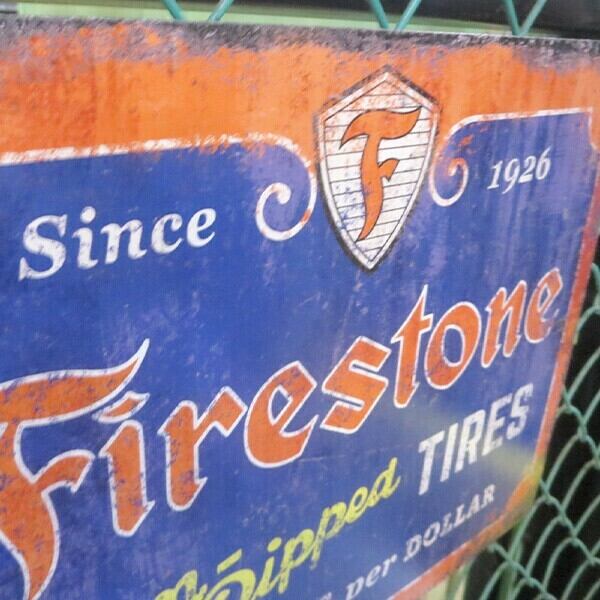 F
Since 1926
Firestone
TIRES
per DOLLAR